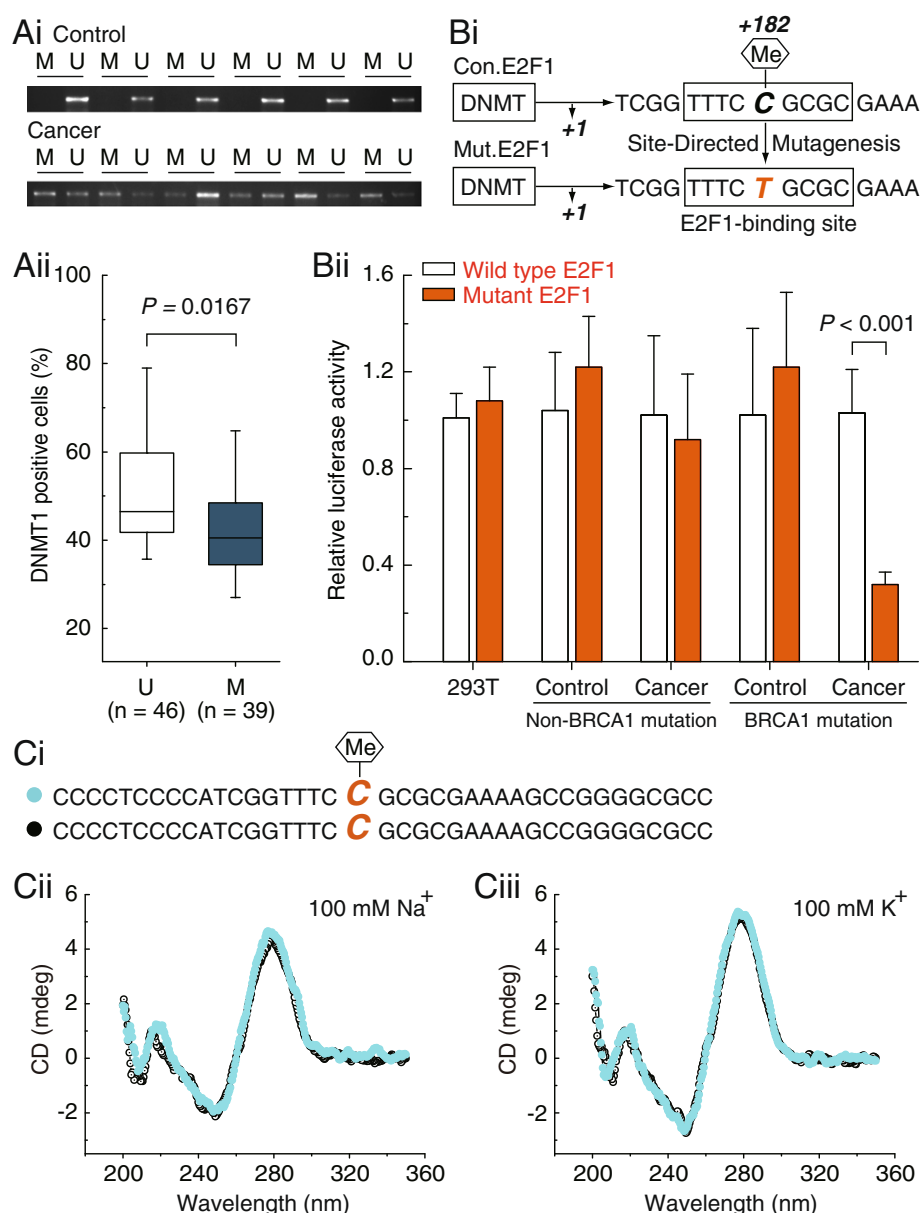 Ai
Control
M U M U M U M U M U M U
Cancer
M U M U M U M U M U M U
Bi
+182
Me
Con.E2F1
DNMT
+1
TCGG TTTC C GCGC GAAA
Site-Directed Mutagenesis
Mut.E2F1
DNMT
+1
TCGG TTTC T GCGC GAAA
E2F1-binding site
Aii
DNMT1 positive cells (%)
100
80
60
40
20
P = 0.0167
U
(n = 46)
M
(n = 39)
Bii
Relative luciferase activity
1.6
1.2
0.8
0.4
0.0
Wild type E2F1
Mutant E2F1
P < 0.001
293T Control Cancer Control Cancer
Non-BRCA1 mutation BRCA1 mutation
Ci
Me
CCCCTCCCCATCGGTTTC C GCGCGAAAAGCCGGGGCGCC
CCCCTCCCCATCGGTTTC C GCGCGAAAAGCCGGGGCGCC
Cii
100 mM Na+
CD (mdeg)
6
4
2
0
-2
200 240 280 320 360
Wavelength (nm)
Ciii
100 mM K+
CD (mdeg)
6
4
2
0
-2
200 240 280 320 360
Wavelength (nm)